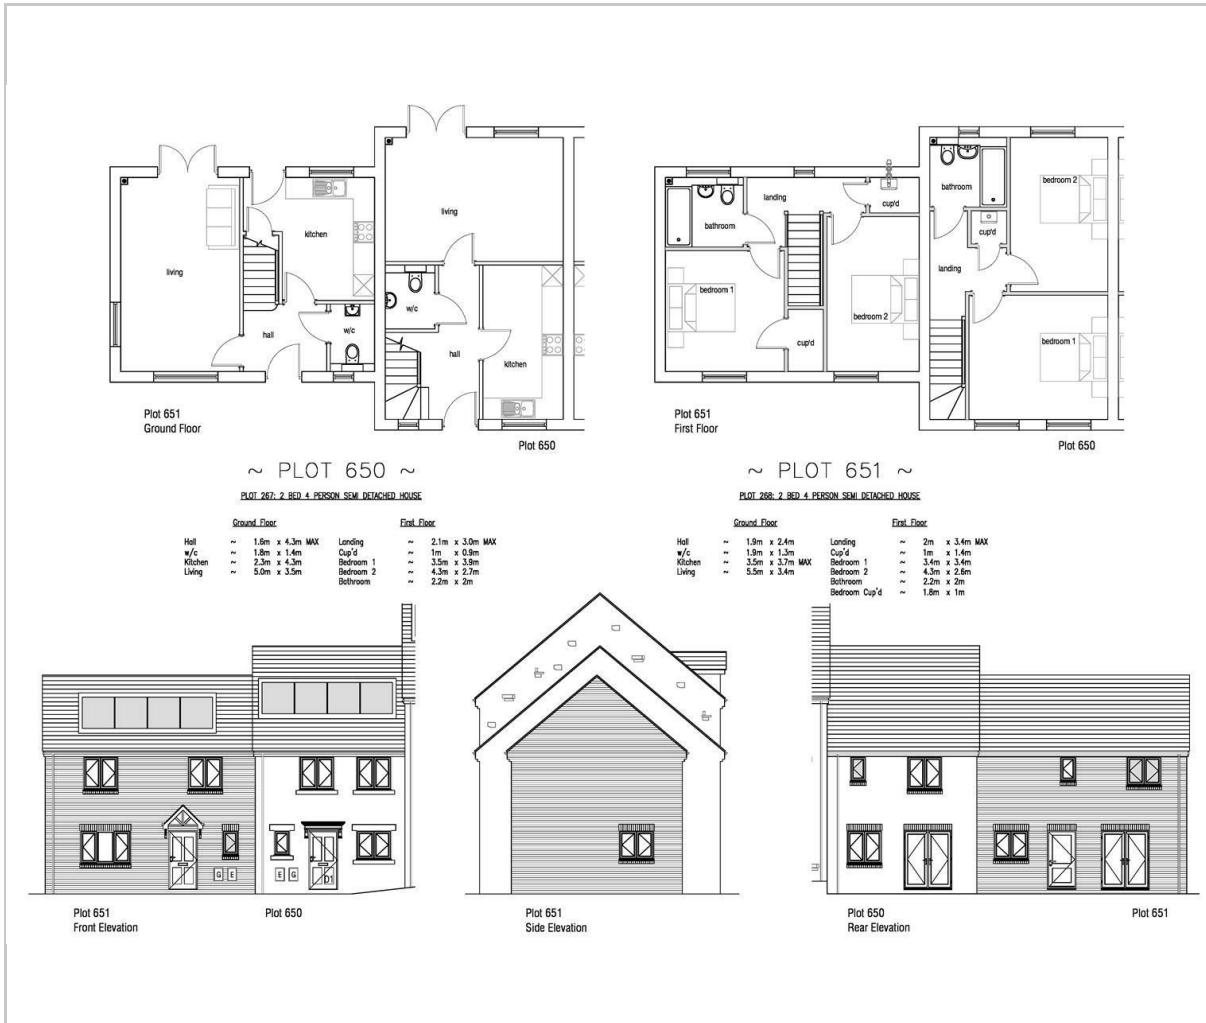 living
kitchen
living
hall
w/c
w/c
hall
kitchen
Plot 651
Ground Floor
Plot 650
bathroom
landing
cup'd
bedroom 1
bedroom 2
cup'd
bathroom
bedroom 2
cup'd
landing
bedroom 1
Plot 651
First Floor
Plot 650
~ PLOT 650 ~
PLOT 267: 2 BED 4 PERSON SEMI DETACHED HOUSE
Ground Floor First Floor
Hall ~ 1.6m x 4.3m MAX Landing ~ 2.1m x 3.0m MAX
w/c ~ 1.8m x 1.4m Cup'd ~ 1m x 0.9m
Kitchen ~ 2.3m x 4.3m Bedroom 1 ~ 3.5m x 3.9m
Living ~ 5.0m x 3.5m Bedroom 2 ~ 4.3m x 2.7m
Bathroom ~ 2.2m x 2m
~ PLOT 651 ~
PLOT 268: 2 BED 4 PERSON SEMI DETACHED HOUSE
Ground Floor First Floor
Hall ~ 1.9m x 2.4m Landing ~ 2m x 3.4m MAX
w/c ~ 1.9m x 1.3m Cup'd ~ 1m x 1.4m
Kitchen ~ 3.5m x 3.7m MAX Bedroom 1 ~ 3.4m x 3.4m
Living ~ 5.5m x 3.4m Bedroom 2 ~ 4.3m x 2.6m
Bathroom ~ 2.2m x 2m
Bedroom Cup'd ~ 1.8m x 1m
G E
E G
D1
Plot 651
Front Elevation
Plot 650
Plot 651
Side Elevation
Plot 650
Rear Elevation
Plot 651